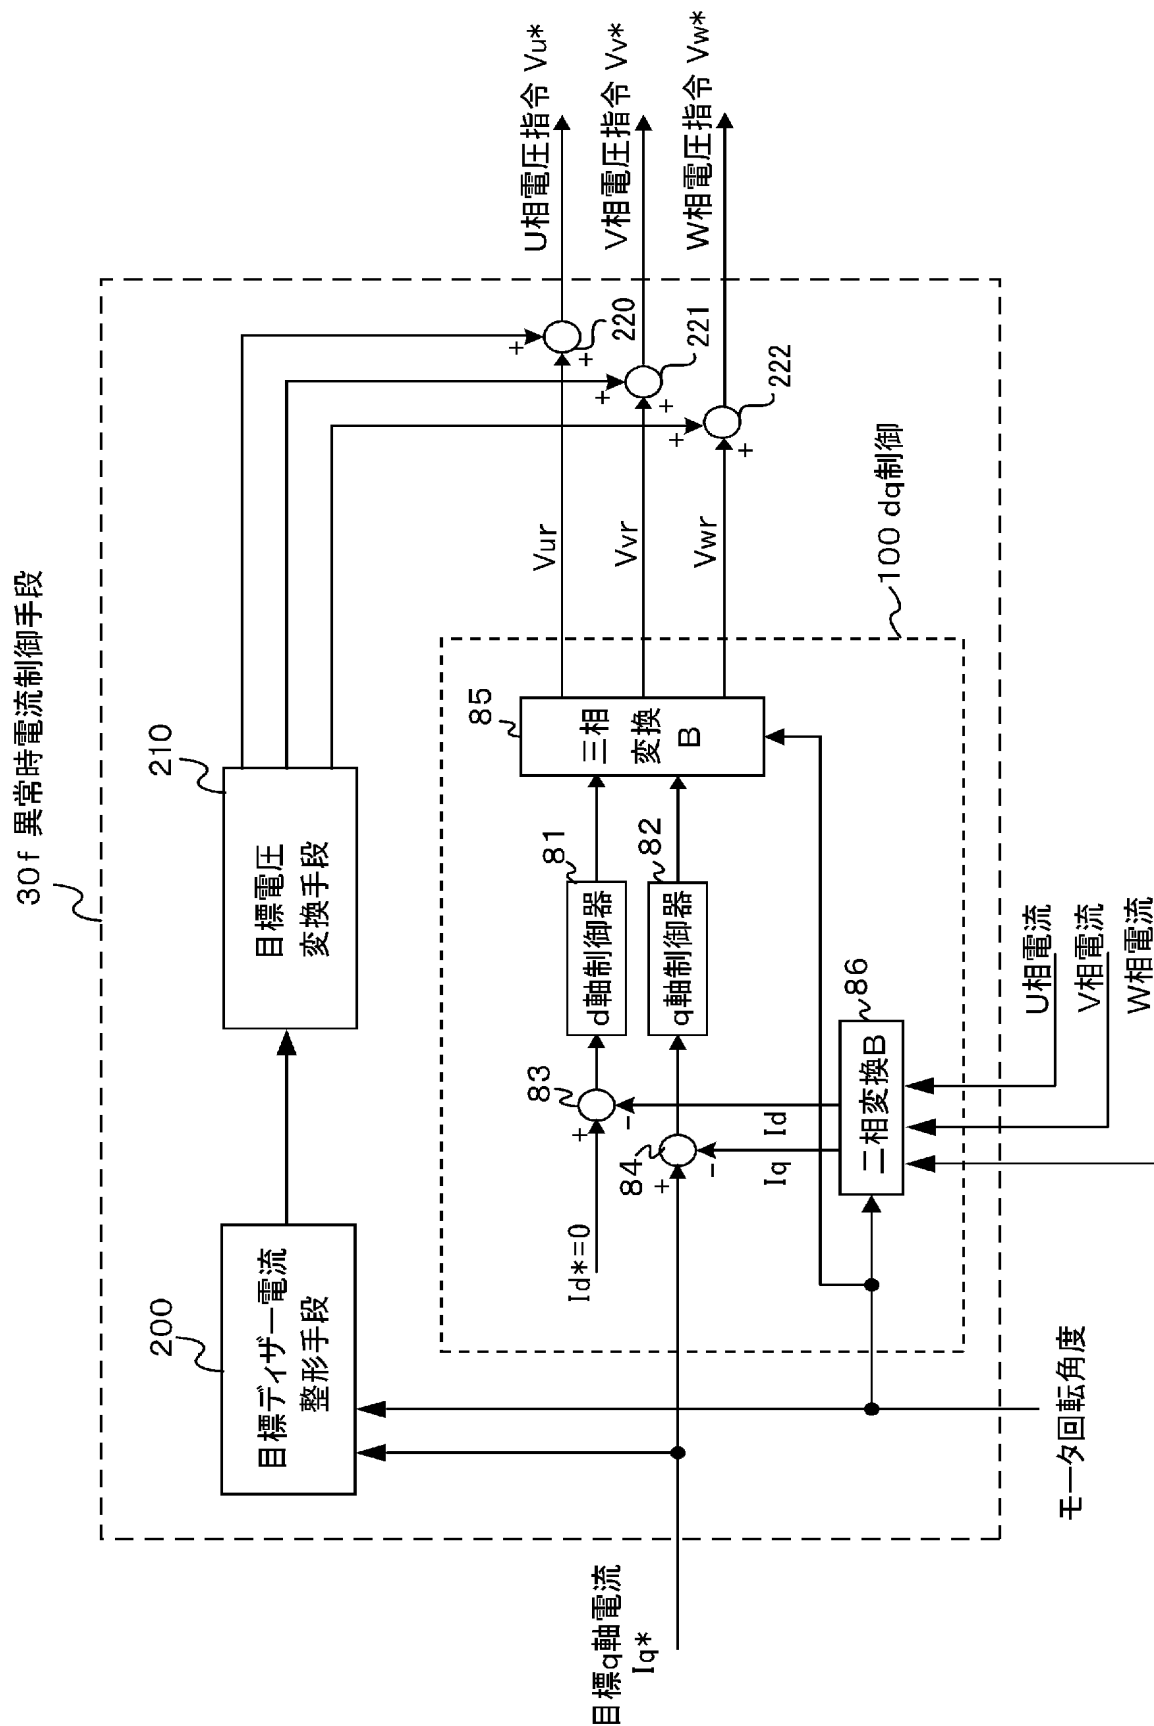 30f 異常時電流制御手段
200
目標ディザー電流
整形手段
210
目標電圧
変換手段
U相電圧指令 Vu*
V相電圧指令 Vv*
W相電圧指令 Vw*
+
+
220
+
+
221
+
+
222
Vur
Vvr
Vwr
100 dq制御
85
三相
変換
B
81
d軸制御器
82
q軸制御器
83
+
-
84
+
-
Id*=0
Id
Iq
86
二相変換B
目標q軸電流
Iq*
モータ回転角度
U相電流
V相電流
W相電流